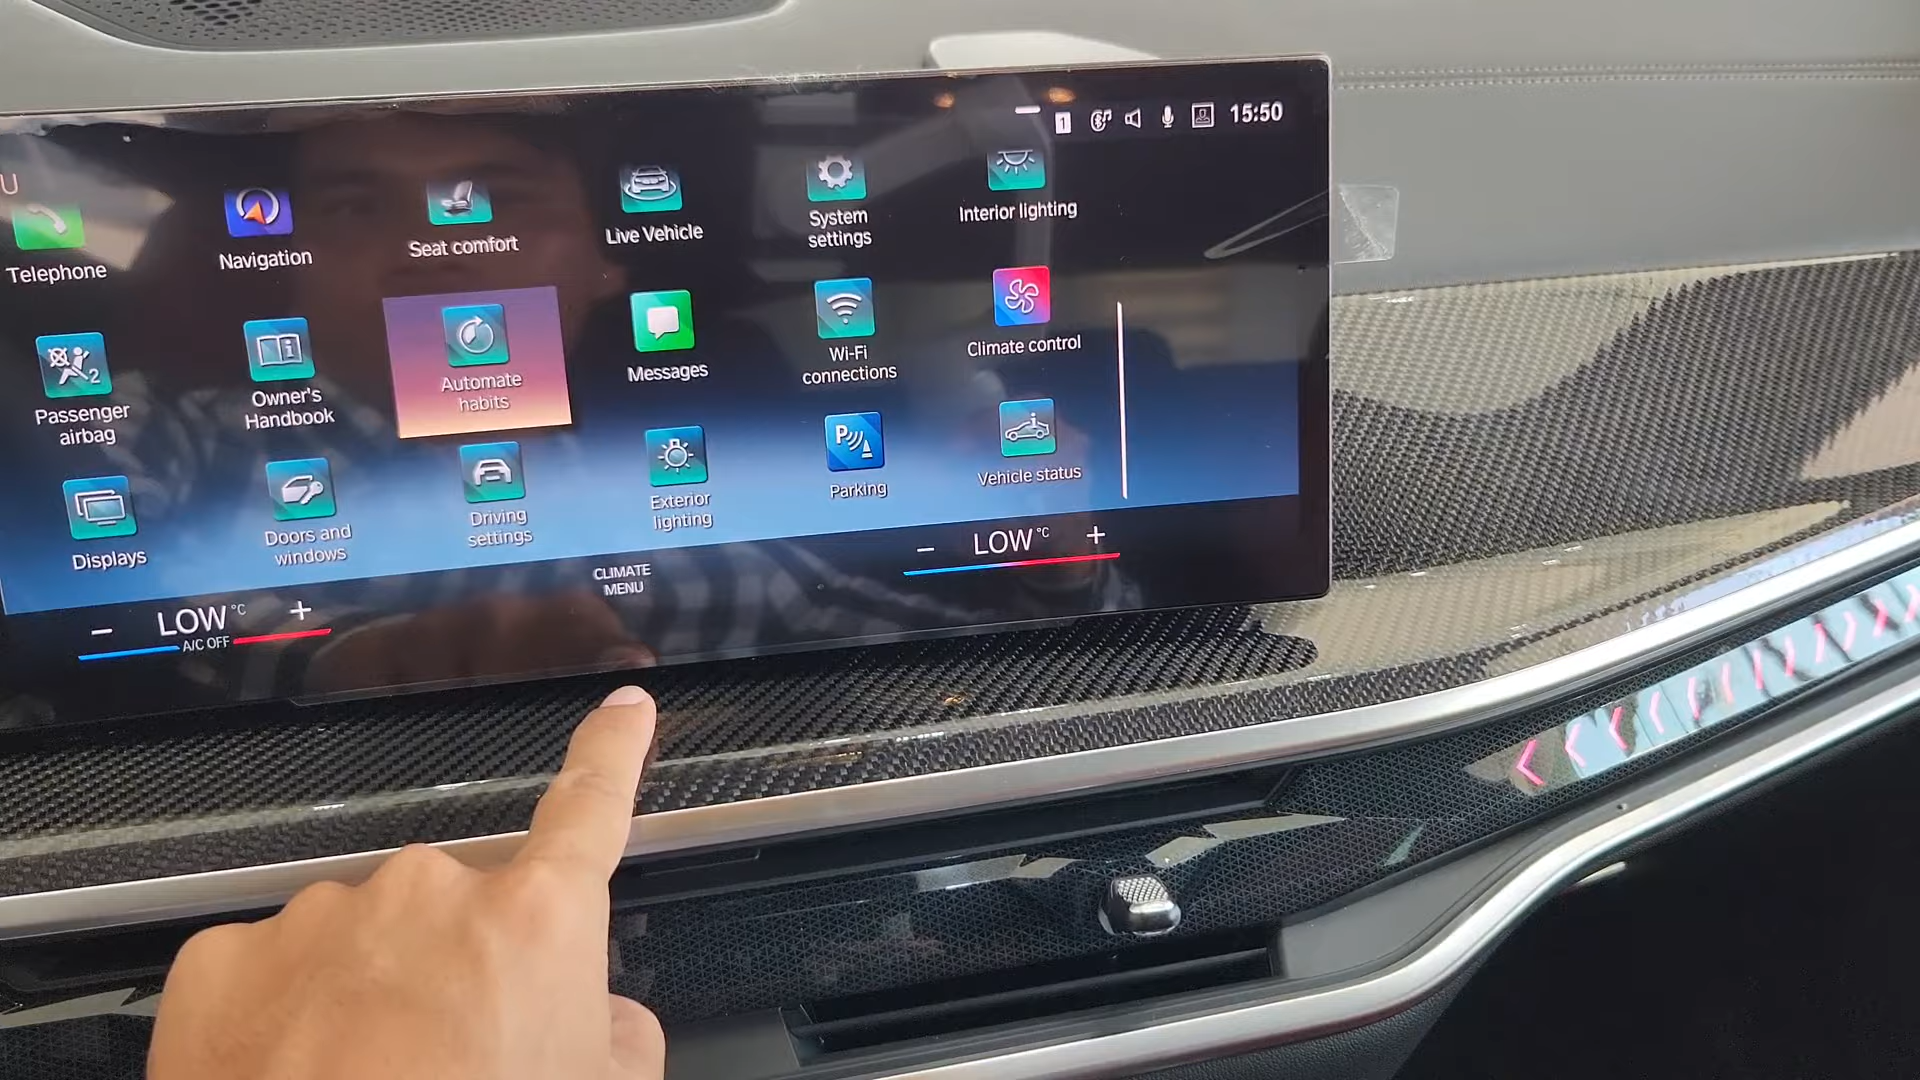 1
15:50
U
Telephone
Navigation
Seat comfort
Live Vehicle
System
settings
Interior lighting
2
Passenger
airbag
i
Owner's
Handbook
Automate
habits
Messages
Wi-Fi
connections
Climate control
Displays
Doors and
windows
Driving
settings
Exterior
lighting
P
Parking
Vehicle status
− LOW °C +
A/C OFF
CLIMATE
MENU
− LOW °C +